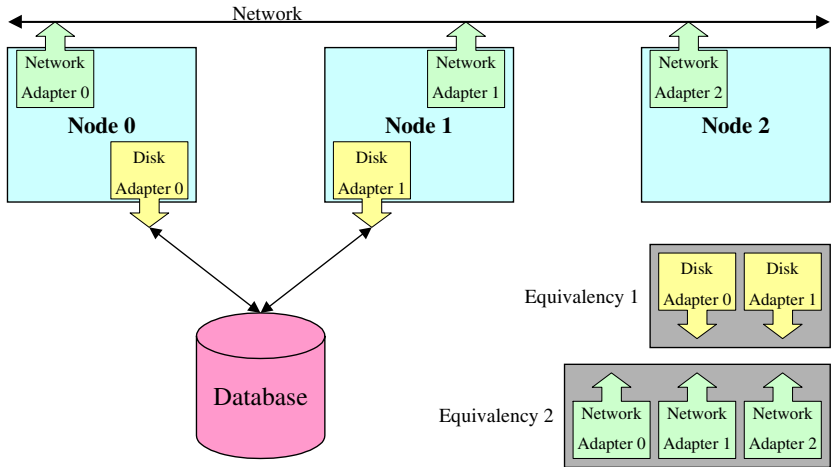 Network
Network
Adapter 0
Node 0
Disk
Adapter 0
Network
Adapter 1
Node 1
Disk
Adapter 1
Network
Adapter 2
Node 2
Database
Equivalency 1
Disk
Adapter 0
Disk
Adapter 1
Equivalency 2
Network
Adapter 0
Network
Adapter 1
Network
Adapter 2